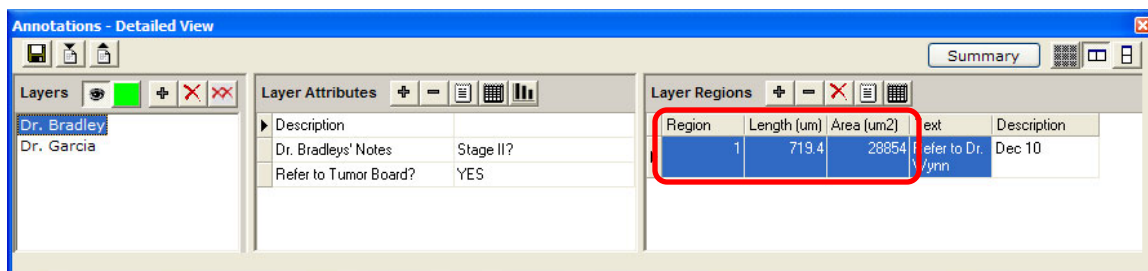 Annotations - Detailed View
Summary
Layers
Dr. Bradley
Dr. Garcia
Layer Attributes
Description
Dr. Bradleys' Notes Stage II?
Refer to Tumor Board? YES
Layer Regions
Region Length (um) Area (um2) Text Description
1 719.4 28854 Refer to Dr. Dec 10
Wynn